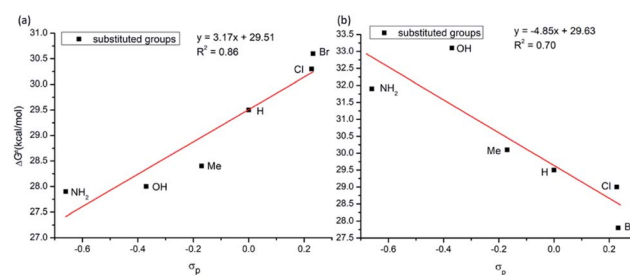 (a)
substituted groups
y = 3.17x + 29.51
R² = 0.86
31.0
30.5
30.0
29.5
29.0
28.5
28.0
27.5
27.0
ΔG‡(kcal/mol)
Br
Cl
H
Me
OH
NH₂
-0.6
-0.4
-0.2
0.0
0.2
σp
(b)
substituted groups
y = -4.85x + 29.63
R² = 0.70
33.5
33.0
32.5
32.0
31.5
31.0
30.5
30.0
29.5
29.0
28.5
28.0
27.5
OH
NH₂
Me
H
Cl
-0.6
-0.4
-0.2
0.0
0.2
σp